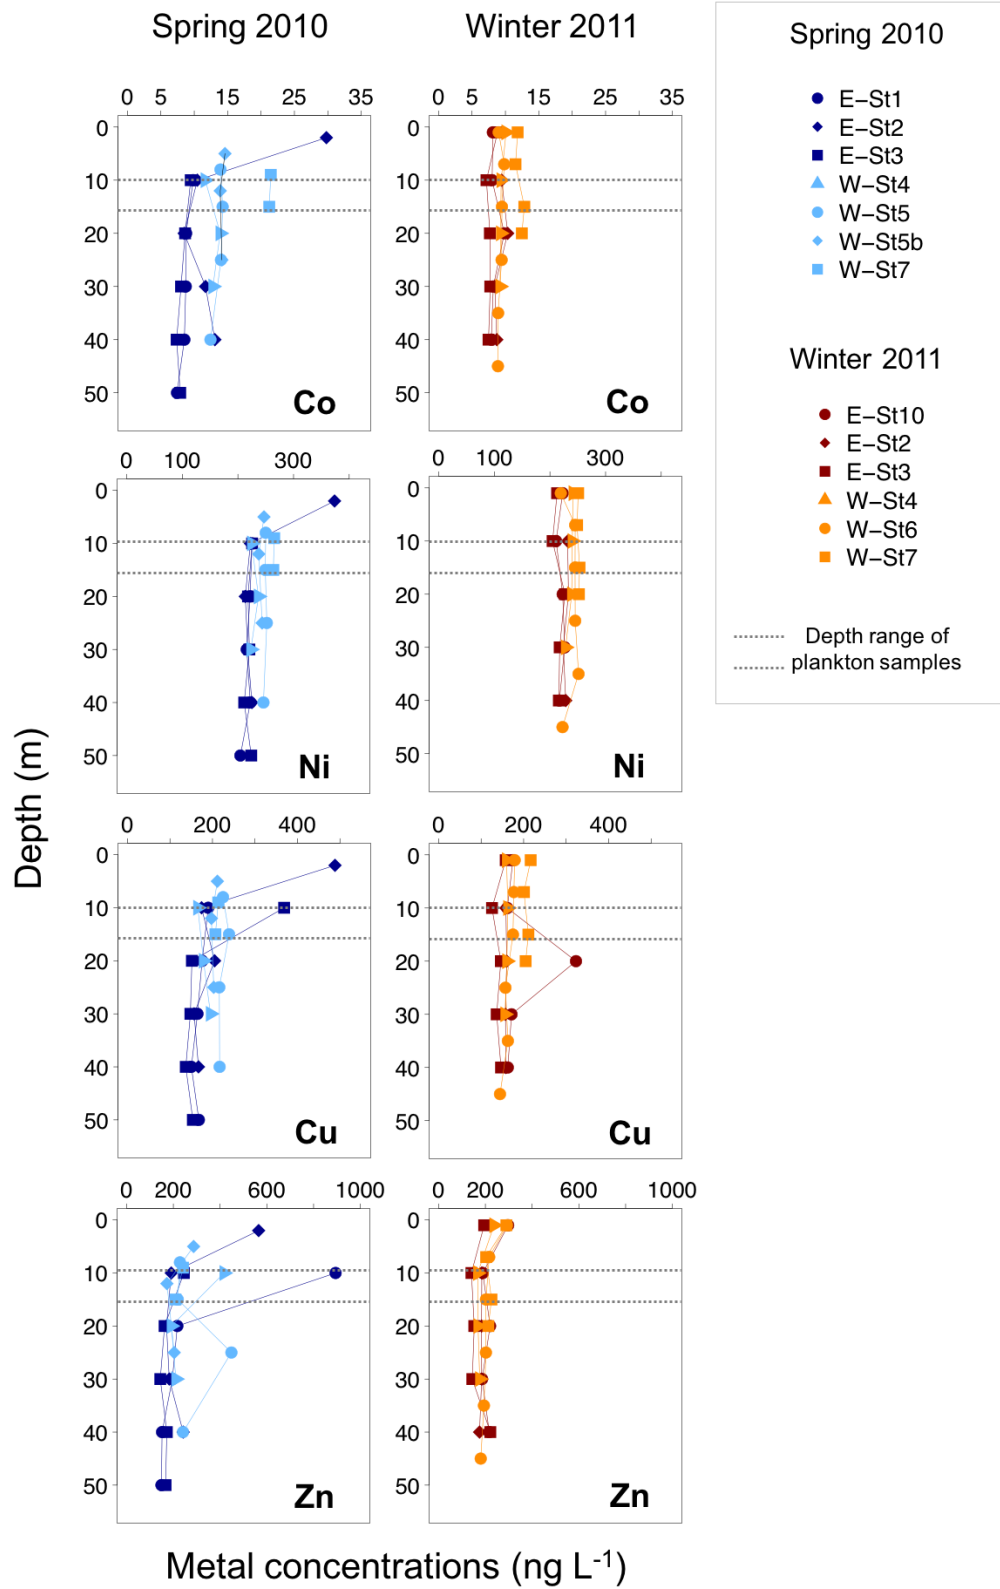 Spring 2010
Winter 2011
0 5 15 25 35
0 5 15 25 35
0
10
20
30
40
50
Co
0
10
20
30
40
50
Co
0 100 300
0 100 300
0
10
20
30
40
50
Ni
0
10
20
30
40
50
Ni
Depth (m)
0 200 400
0 200 400
0
10
20
30
40
50
Cu
0
10
20
30
40
50
Cu
0 200 600 1000
0 200 600 1000
0
10
20
30
40
50
Zn
0
10
20
30
40
50
Zn
Metal concentrations (ng L⁻¹)
Spring 2010
E−St1
E−St2
E−St3
W−St4
W−St5
W−St5b
W−St7
Winter 2011
E−St10
E−St2
E−St3
W−St4
W−St6
W−St7
Depth range of
plankton samples